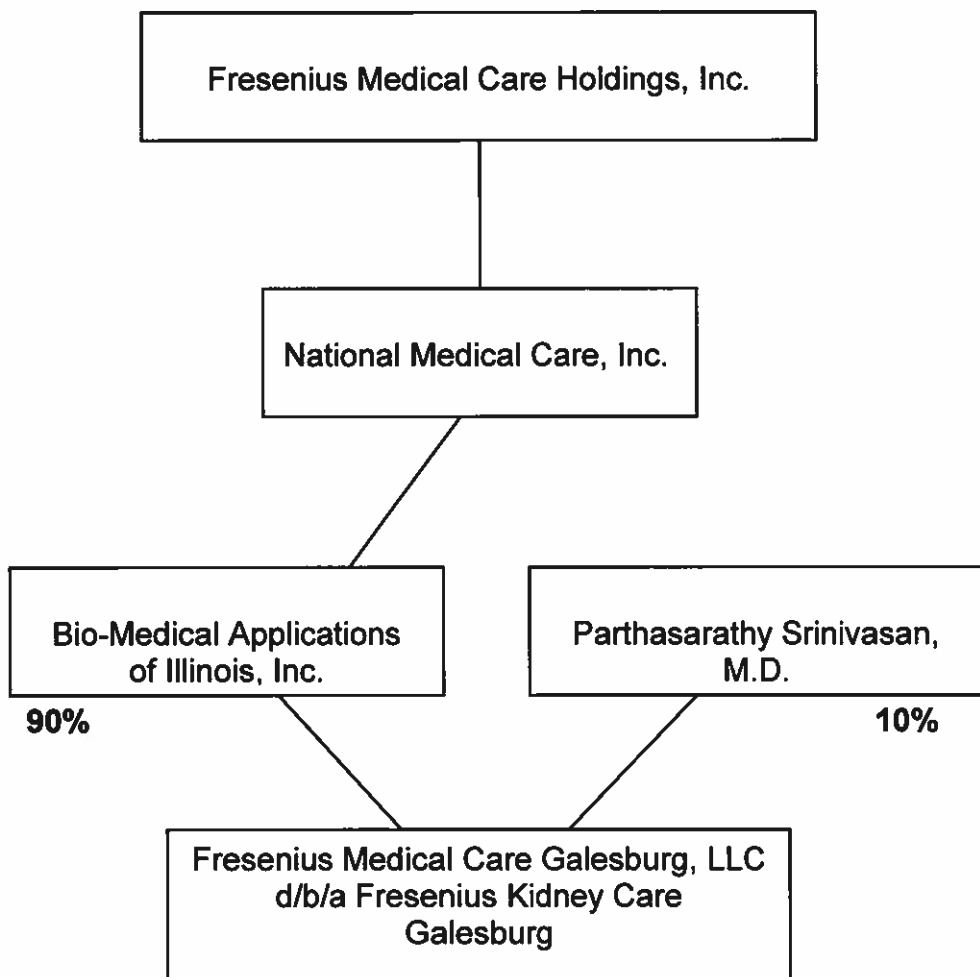 Fresenius Medical Care Holdings, Inc.
National Medical Care, Inc.
Bio-Medical Applications
of Illinois, Inc.
Parthasarathy Srinivasan,
M.D.
90%
10%
Fresenius Medical Care Galesburg, LLC
d/b/a Fresenius Kidney Care
Galesburg